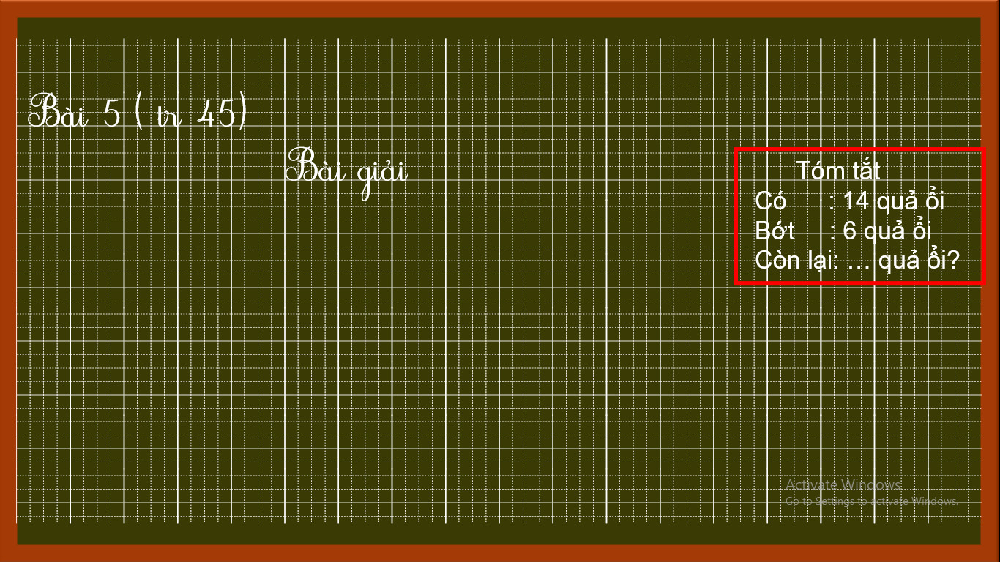 Bài 5 ( tr 45)
Bài giải
Tóm tắt
Có : 14 quả ổi
Bớt : 6 quả ổi
Còn lại: … quả ổi?
Activate Windows
Go to Settings to activate Windows.